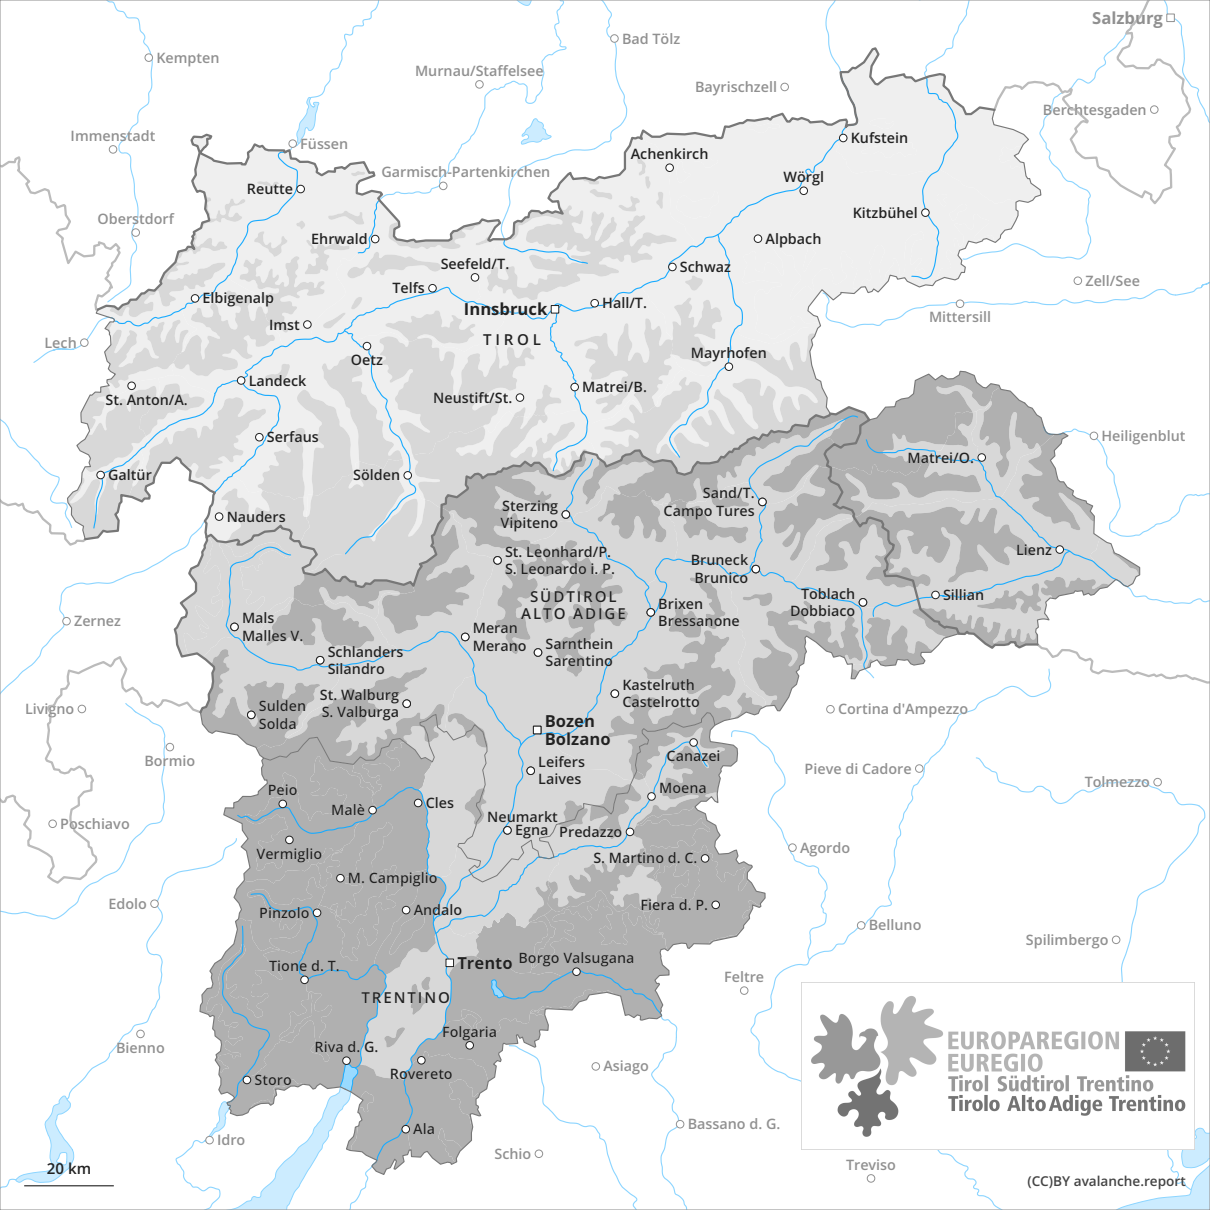 Salzburg
Bad Tölz
Kempten
Murnau/Staffelsee
Bayrischzell
Berchtesgaden
Immenstadt
Kufstein
Füssen
Achenkirch
Garmisch-Partenkirchen
Wörgl
Reutte
Oberstdorf
Kitzbühel
Ehrwald
Alpbach
Seefeld/T.
Schwaz
Zell/See
Telfs
Elbigenalp
Hall/T.
Innsbruck
Mittersill
Imst
TIROL
Lech
Oetz
Mayrhofen
Landeck
Matrei/B.
St. Anton/A.
Neustift/St.
Serfaus
Heiligenblut
Matrei/O.
Galtür
Sölden
Sand/T.
Campo Tures
Sterzing
Vipiteno
Nauders
Lienz
St. Leonhard/P.
S. Leonardo i. P.
Bruneck
Brunico
SÜDTIROL
ALTO ADIGE
Toblach
Dobbiaco
Sillian
Brixen
Bressanone
Zernez
Mals
Malles V.
Meran
Merano
Sarnthein
Sarentino
Schlanders
Silandro
Kastelruth
Castelrotto
St. Walburg
S. Valburga
Livigno
Sulden
Solda
Cortina d'Ampezzo
Bozen
Bolzano
Bormio
Canazei
Leifers
Laives
Pieve di Cadore
Tolmezzo
Peio
Moena
Malè
Cles
Neumarkt
Egna
Predazzo
Poschiavo
Vermiglio
Agordo
S. Martino d. C.
M. Campiglio
Edolo
Pinzolo
Andalo
Fiera d. P.
Belluno
Spilimbergo
Trento
Borgo Valsugana
Tione d. T.
Feltre
TRENTINO
Folgaria
Bienno
Riva d. G.
EUROPAREGION
EUREGIO
Tirol Südtirol Trentino
Tirolo Alto Adige Trentino
Asiago
Rovereto
Storo
Bassano d. G.
Ala
Idro
Schio
Treviso
20 km
(CC)BY avalanche.report